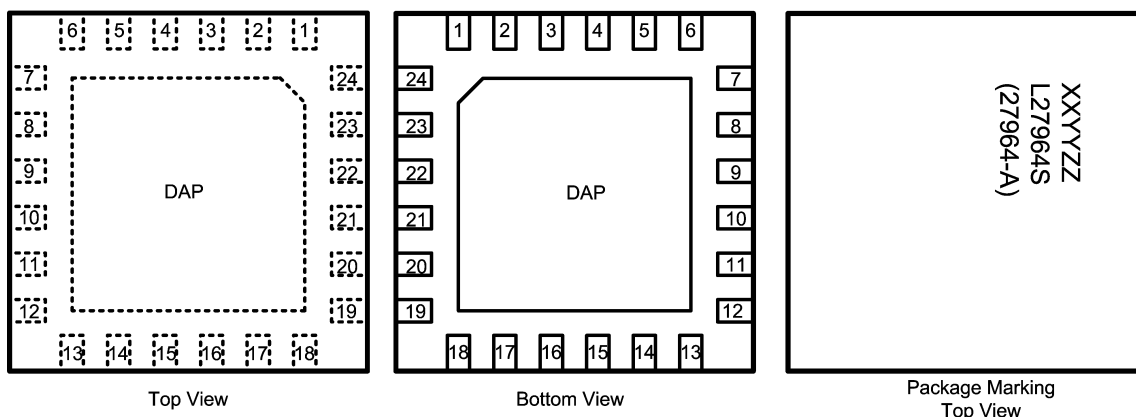 6 5 4 3 2 1
7
8
9
10
11
12
24
23
22
21
20
19
DAP
13 14 15 16 17 18
Top View
1 2 3 4 5 6
24
23
22
21
20
19
7
8
9
10
11
12
DAP
18 17 16 15 14 13
Bottom View
XXYYZZ
L27964S
(27964-A)
Package Marking
Top View